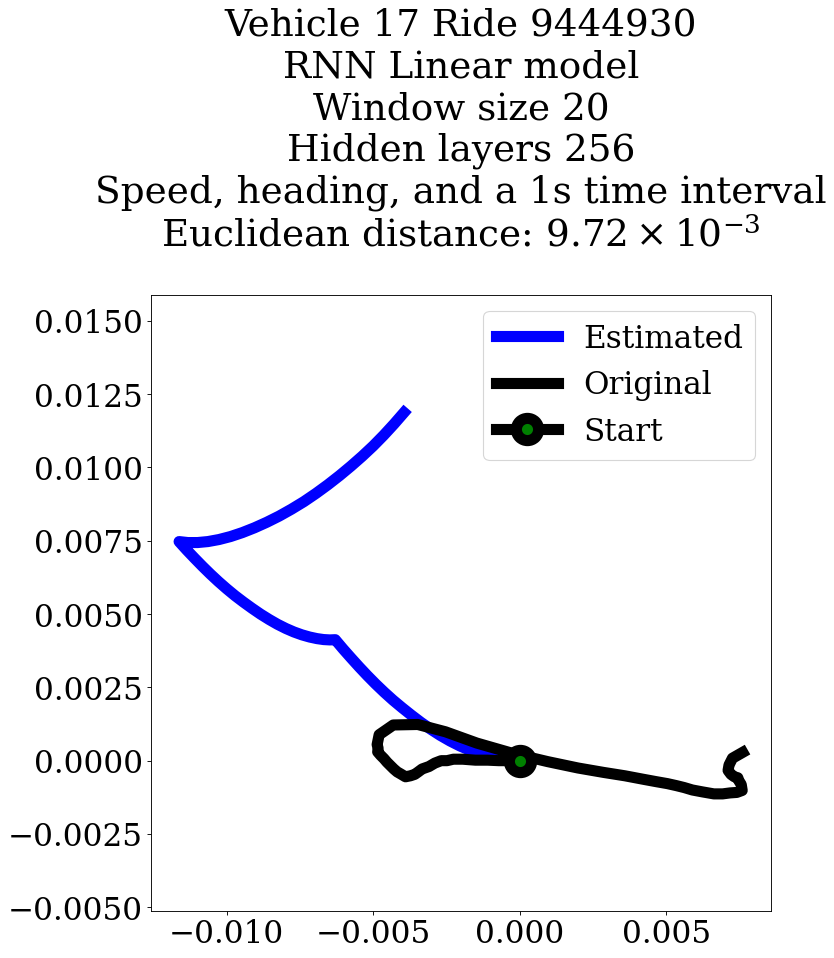 Vehicle 17 Ride 9444930
RNN Linear model
Window size 20
Hidden layers 256
Speed, heading, and a 1s time interval
Euclidean distance: 9.72 × 10⁻³
Estimated
Original
Start
0.0150
0.0125
0.0100
0.0075
0.0050
0.0025
0.0000
−0.0025
−0.0050
−0.010 −0.005 0.000 0.005